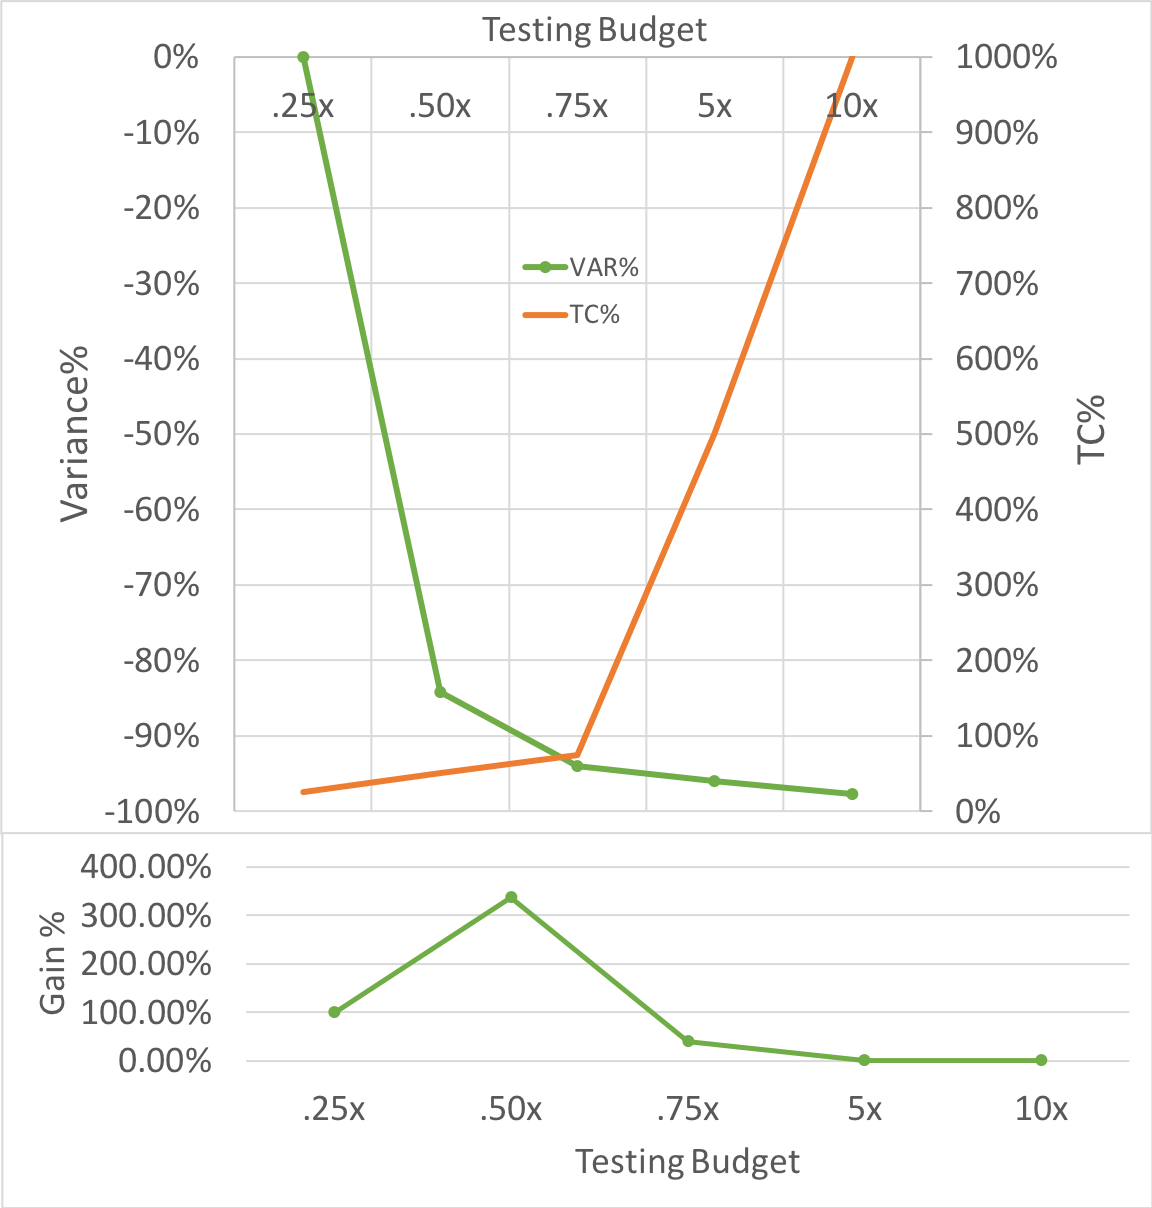 Testing Budget
0% 1000%
.25x .50x .75x 5x 10x
-10% 900%
-20% 800%
VAR%
-30% 700%
TC%
-40% 600%
Variance%
TC%
-50% 500%
-60% 400%
-70% 300%
-80% 200%
-90% 100%
-100% 0%
400.00%
300.00%
Gain %
200.00%
100.00%
0.00%
.25x .50x .75x 5x 10x
Testing Budget